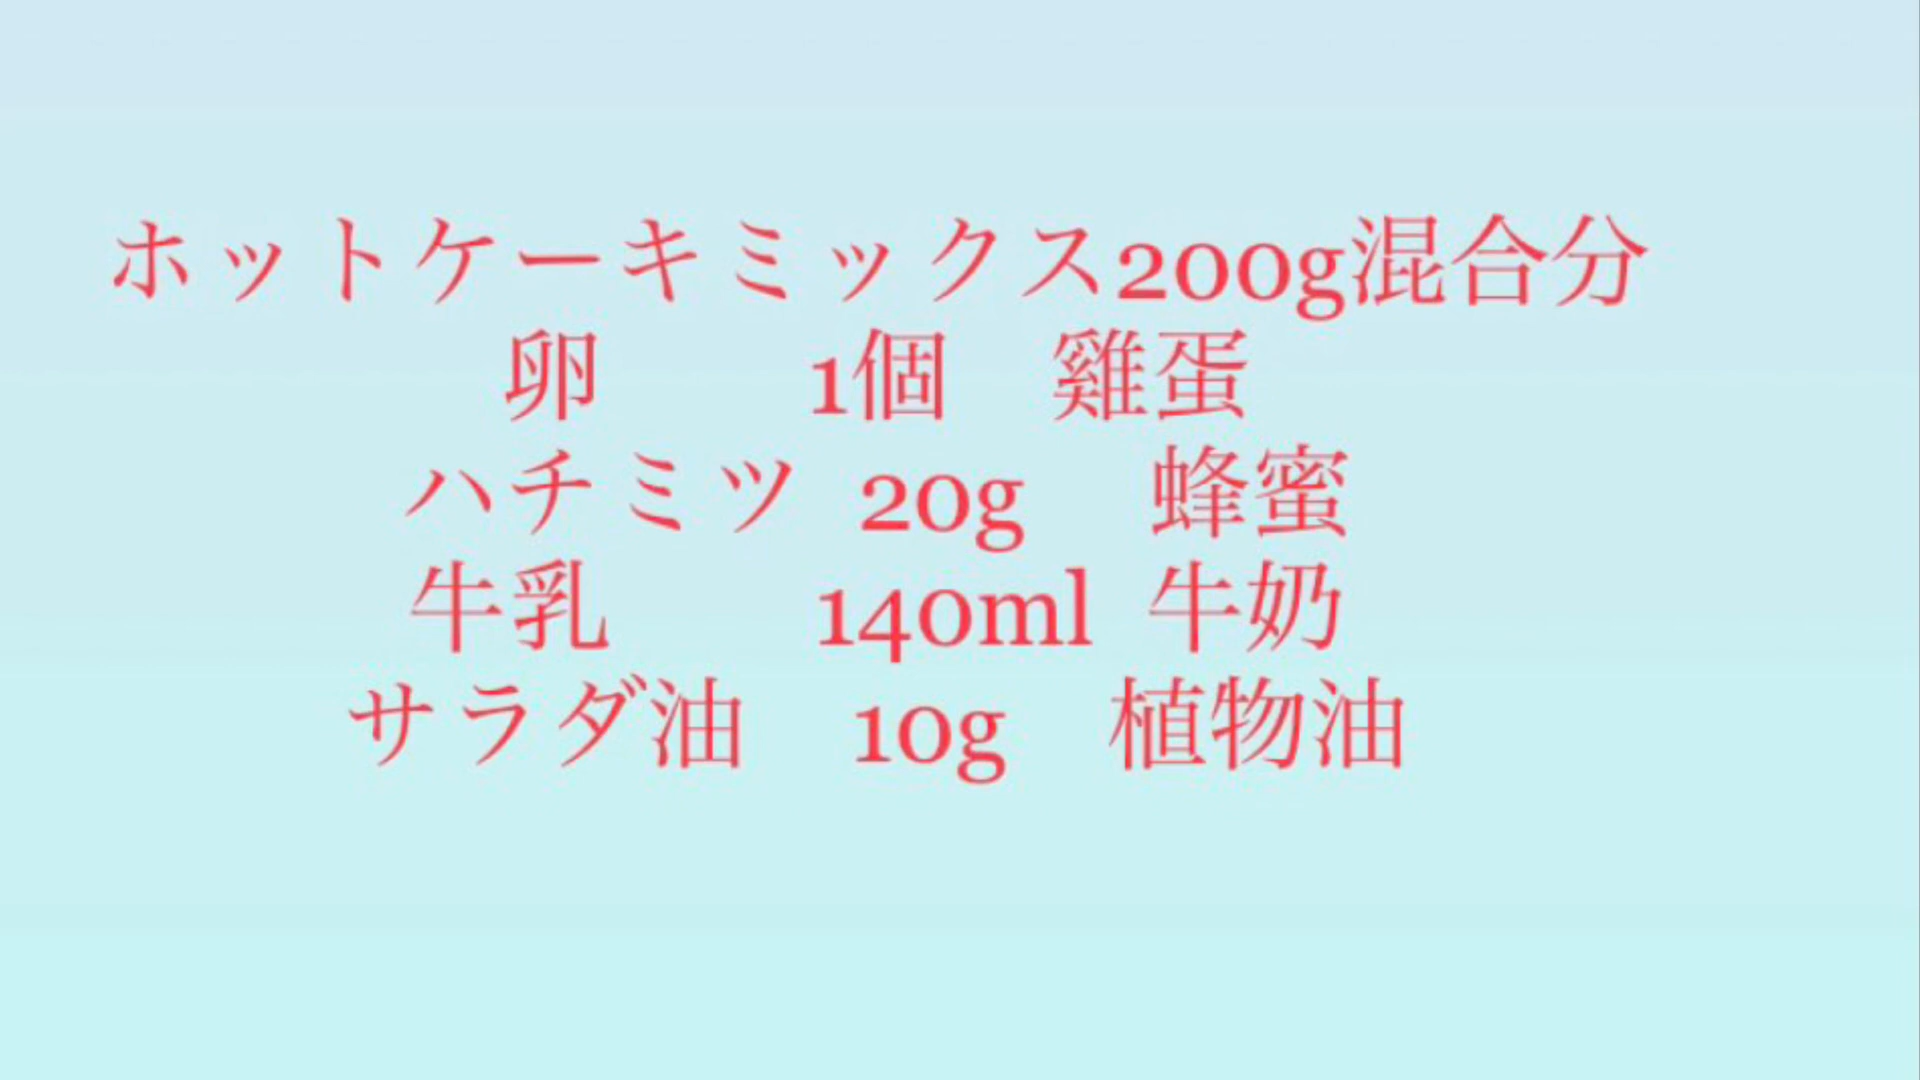 ホットケーキミックス200g混合分
卵　　1個　雞蛋
ハチミツ 20g　蜂蜜
牛乳　　140ml 牛奶
サラダ油　10g　植物油